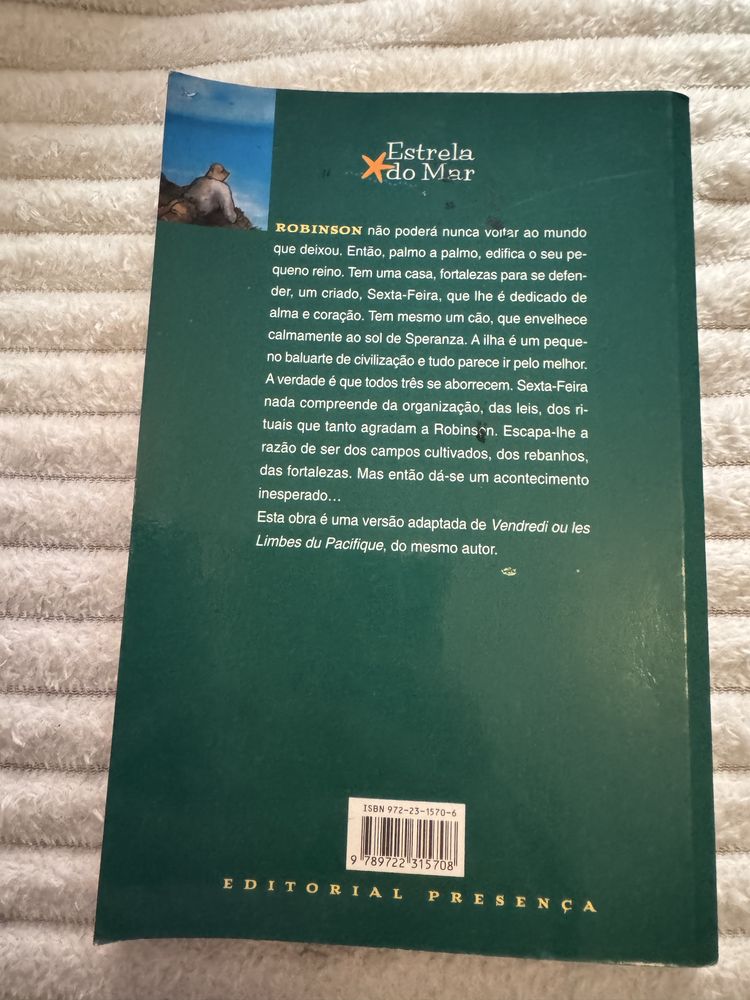 Estrela
do Mar
ROBINSON não poderá nunca voltar ao mundo
que deixou. Então, palmo a palmo, edifica o seu pe-
queno reino. Tem uma casa, fortalezas para se defen-
der, um criado, Sexta-Feira, que lhe é dedicado de
alma e coração. Tem mesmo um cão, que envelhece
calmamente ao sol de Speranza. A ilha é um peque-
no baluarte de civilização e tudo parece ir pelo melhor.
A verdade é que todos três se aborrecem. Sexta-Feira
nada compreende da organização, das leis, dos ri-
tuais que tanto agradam a Robinson. Escapa-lhe a
razão de ser dos campos cultivados, dos rebanhos,
das fortalezas. Mas então dá-se um acontecimento
inesperado...
Esta obra é uma versão adaptada de Vendredi ou les
Limbes du Pacifique, do mesmo autor.
ISBN 972-23-1570-6
9 789722 315708
EDITORIAL PRESENÇA